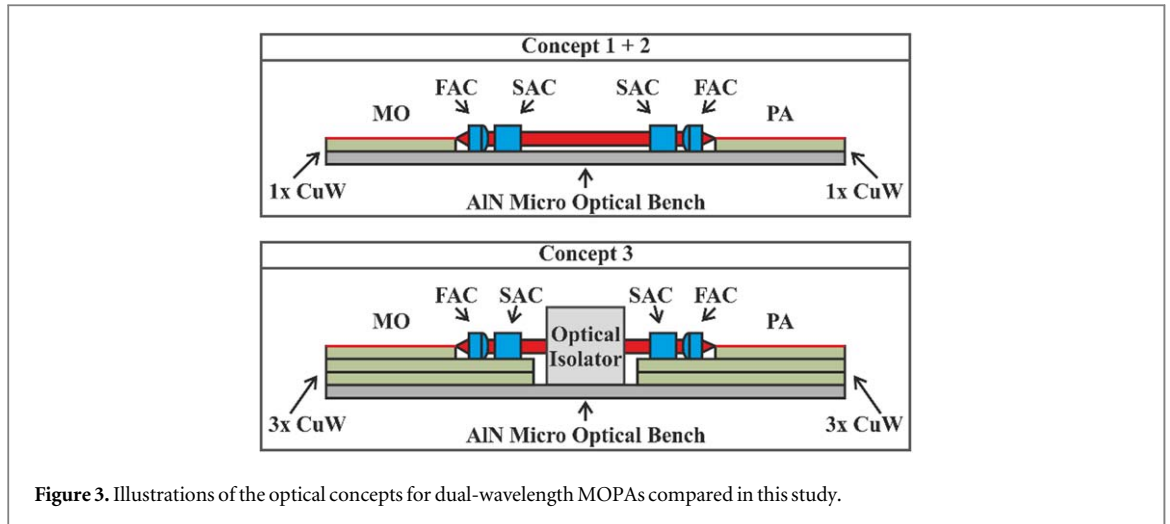 Concept 1 + 2
FAC SAC SAC FAC
MO PA
1x CuW 1x CuW
AlN Micro Optical Bench
Concept 3
FAC SAC SAC FAC
MO PA
Optical
Isolator
3x CuW 3x CuW
AlN Micro Optical Bench
Figure 3. Illustrations of the optical concepts for dual-wavelength MOPAs compared in this study.